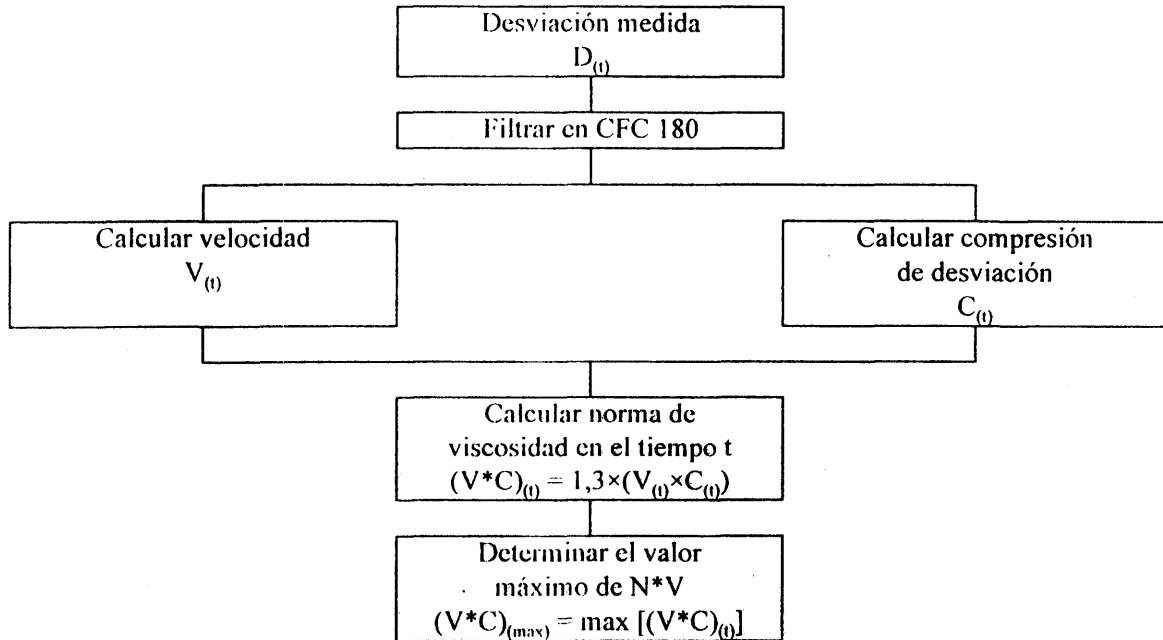 Desviación medida
D(t)
Filtrar en CFC 180
Calcular velocidad
V(t)
Calcular compresión
de desviación
C(t)
Calcular norma de
viscosidad en el tiempo t
(V*C)(t) = 1,3×(V(t)×C(t))
Determinar el valor
máximo de N*V
(V*C)(max) = max [(V*C)(t)]